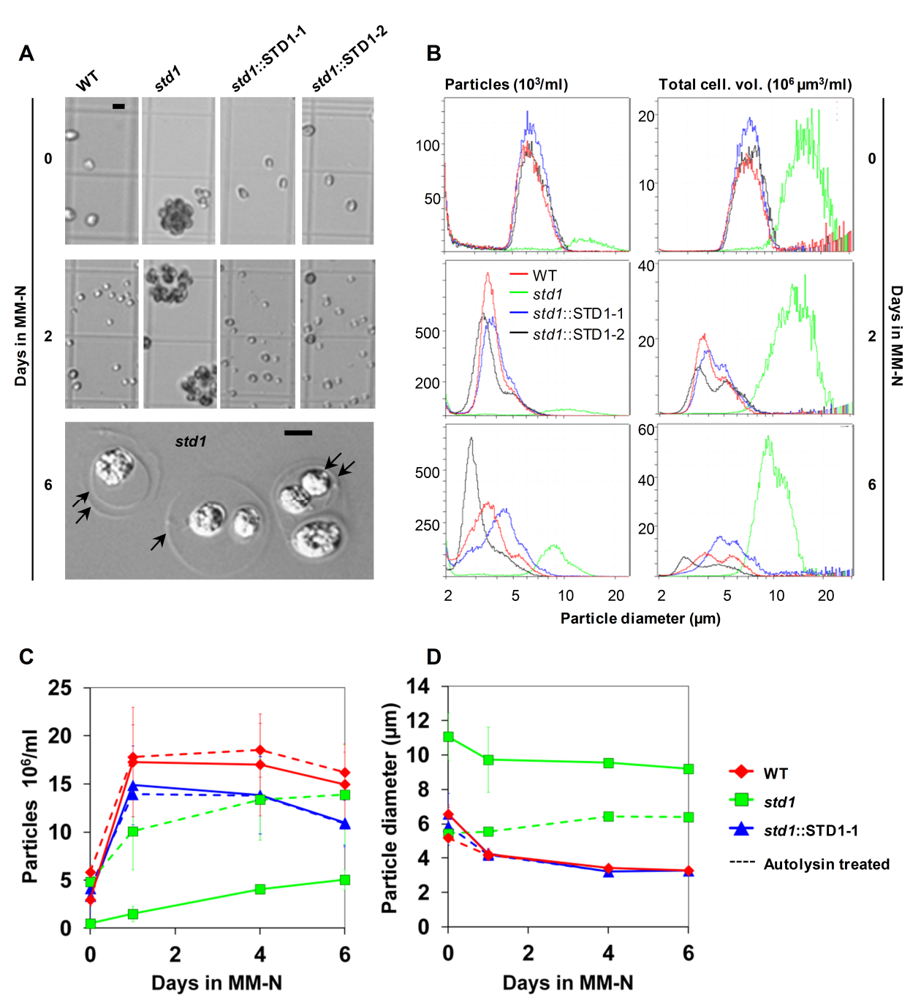 A
WT
std1
std1::STD1-1
std1::STD1-2
Days in MM-N
0
2
6
std1
B
Particles (10³/ml)
Total cell. vol. (10⁶ µm³/ml)
100
50
20
10
0
WT
std1
std1::STD1-1
std1::STD1-2
500
200
40
20
2
500
250
60
40
20
6
Days in MM-N
2 5 10 20
2 5 10 20
Particle diameter (µm)
C
25
20
15
10
5
0
Particles 10⁶/ml
0 2 4 6
Days in MM-N
D
14
12
10
8
6
4
2
0
Particle diameter (µm)
0 2 4 6
Days in MM-N
WT
std1
std1::STD1-1
Autolysin treated